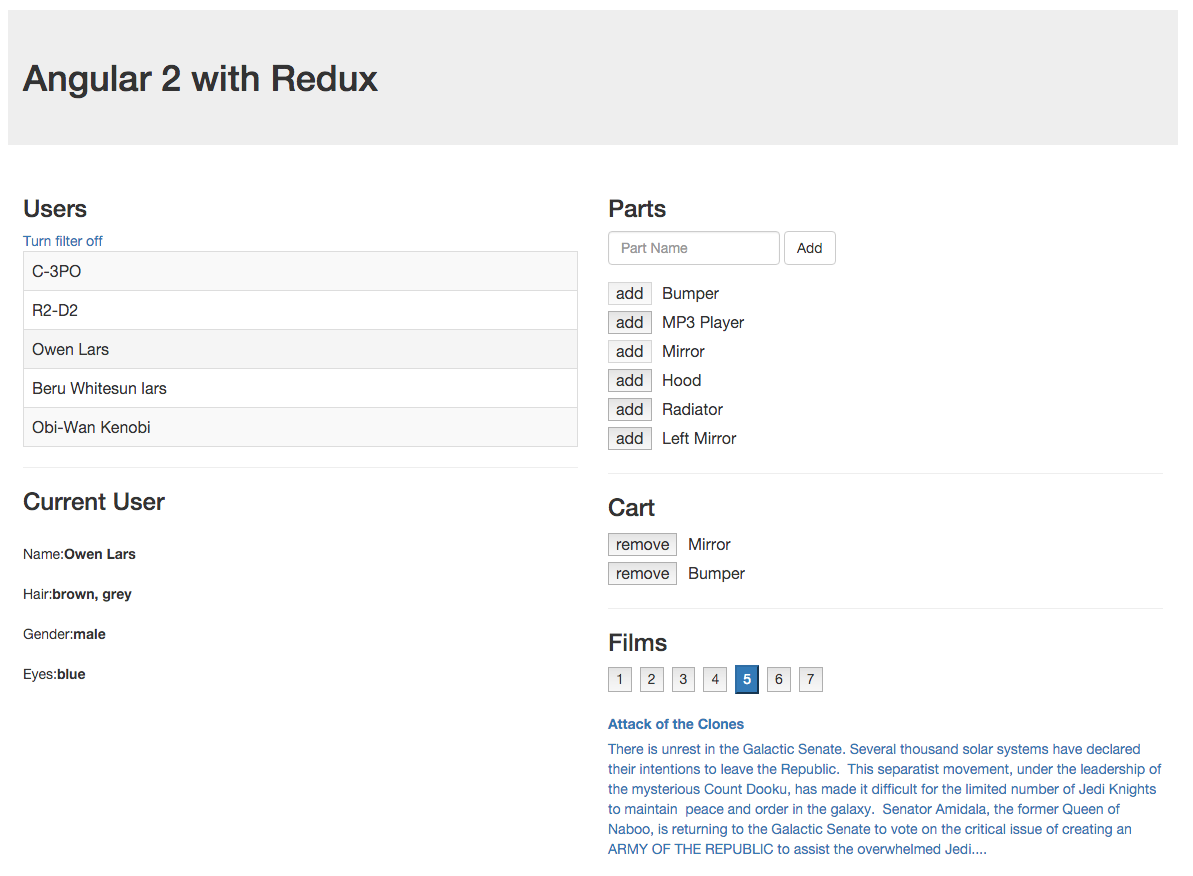 Angular 2 with Redux
Users
Turn filter off
C-3PO
R2-D2
Owen Lars
Beru Whitesun lars
Obi-Wan Kenobi
Current User
Name:Owen Lars
Hair:brown, grey
Gender:male
Eyes:blue
Parts
Part Name Add
add Bumper
add MP3 Player
add Mirror
add Hood
add Radiator
add Left Mirror
Cart
remove Mirror
remove Bumper
Films
1 2 3 4 5 6 7
Attack of the Clones
There is unrest in the Galactic Senate. Several thousand solar systems have declared
their intentions to leave the Republic.  This separatist movement, under the leadership of
the mysterious Count Dooku, has made it difficult for the limited number of Jedi Knights
to maintain  peace and order in the galaxy.  Senator Amidala, the former Queen of
Naboo, is returning to the Galactic Senate to vote on the critical issue of creating an
ARMY OF THE REPUBLIC to assist the overwhelmed Jedi....